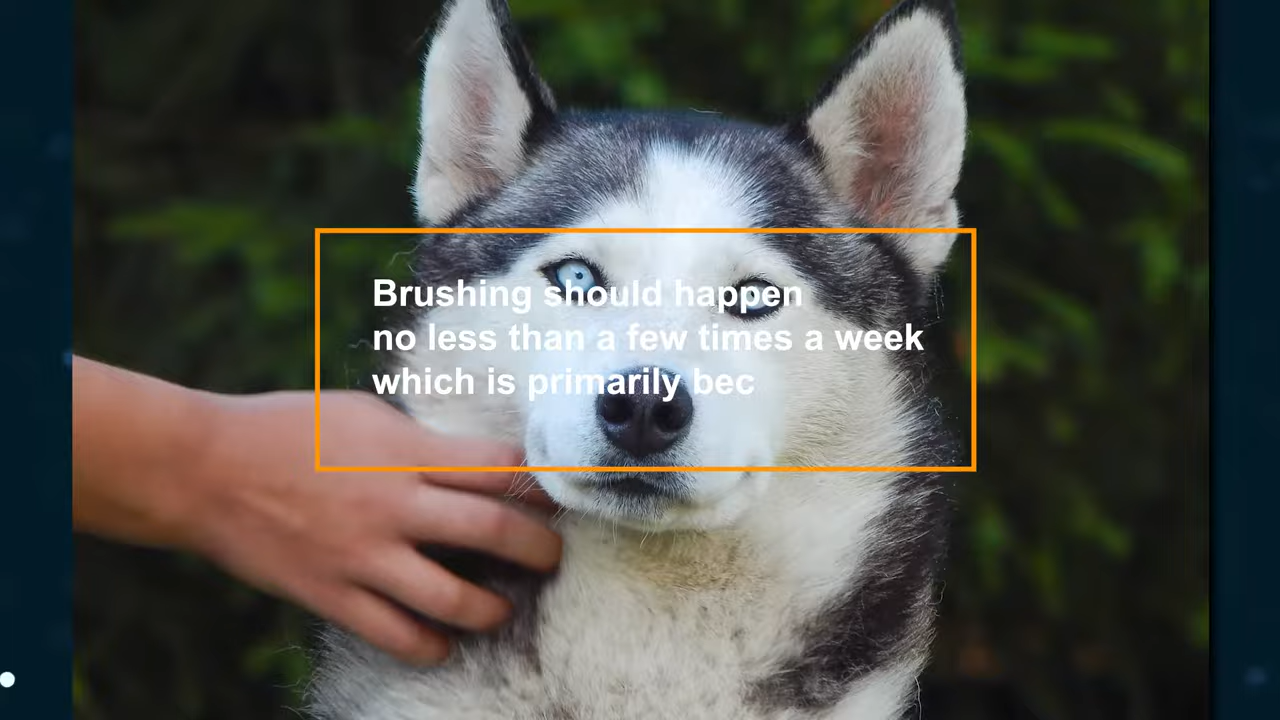 Brushing should happen
no less than a few times a week
which is primarily bec